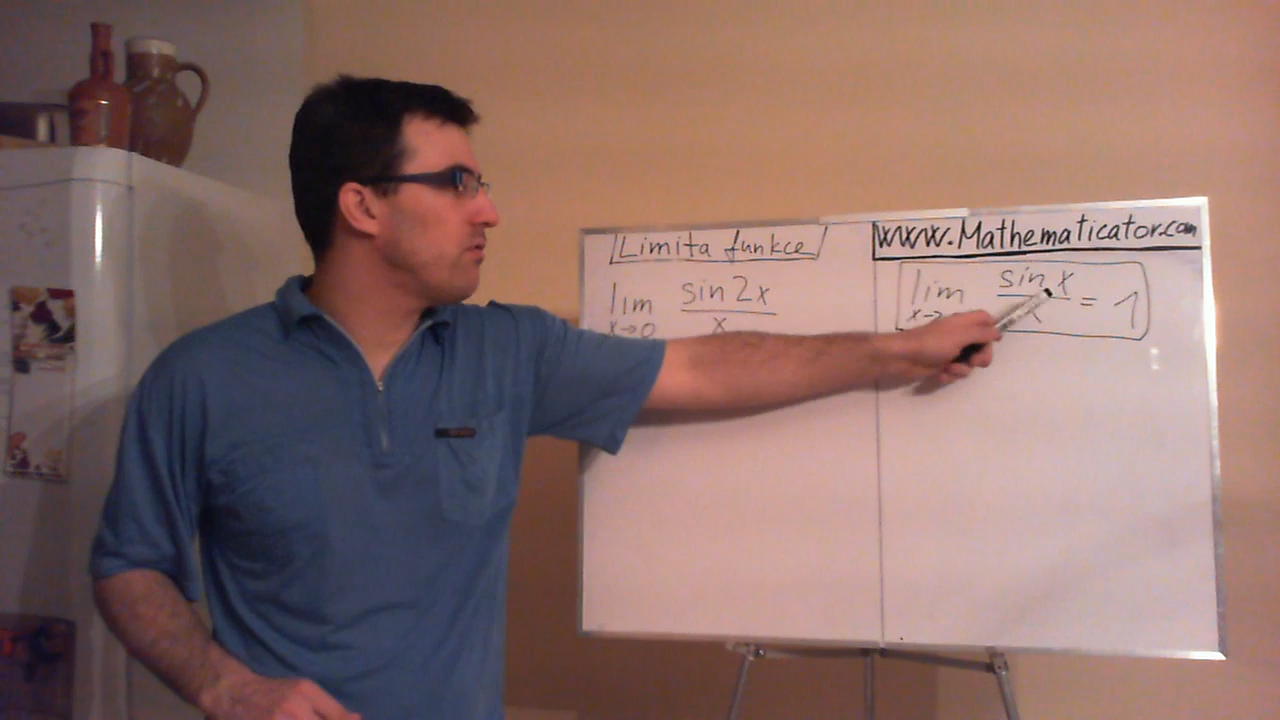 Limita funkce
lim sin 2x
x→0 x
www.Mathematicator.com
lim sin x = 1
x→ x